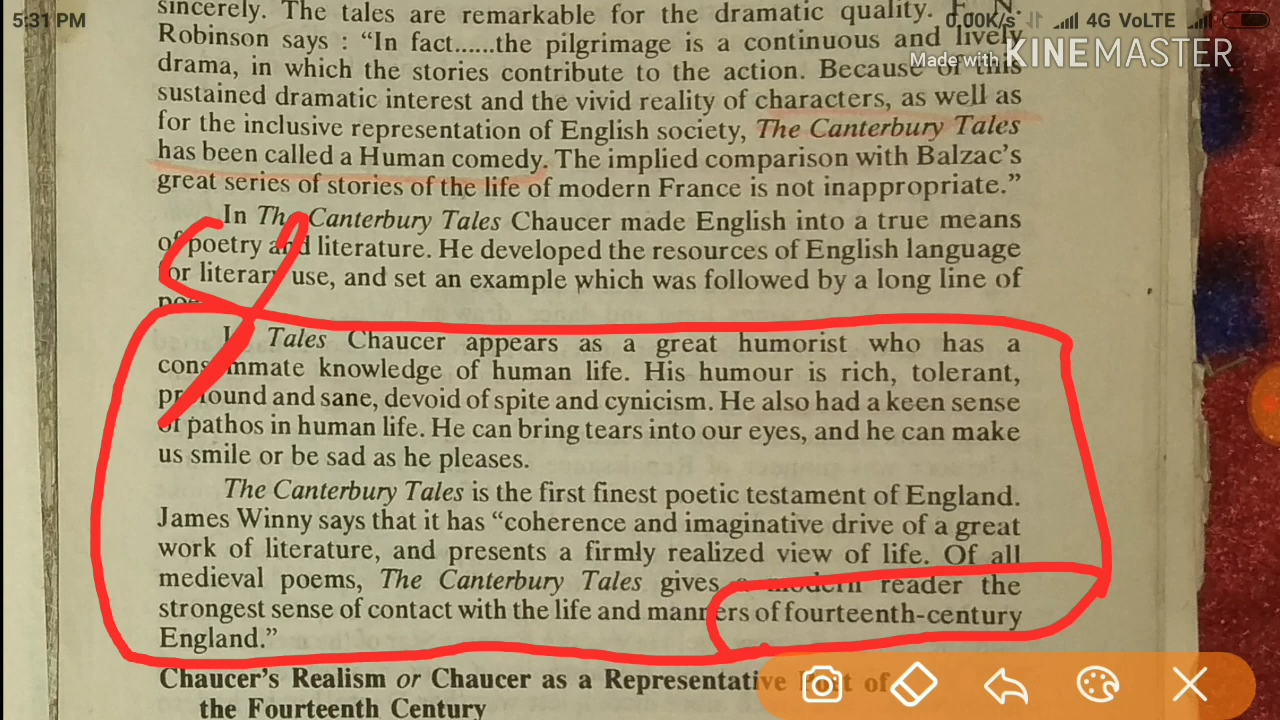 sincerely. The tales are remarkable for the dramatic quality. F. N.
5:31 PM 0.00K/s 4G VoLTE
Robinson says : “In fact......the pilgrimage is a continuous and lively
Made with KINEMASTER
drama, in which the stories contribute to the action. Because of this
sustained dramatic interest and the vivid reality of characters, as well as
for the inclusive representation of English society, The Canterbury Tales
has been called a Human comedy. The implied comparison with Balzac’s
great series of stories of the life of modern France is not inappropriate.”
In The Canterbury Tales Chaucer made English into a true means
of poetry and literature. He developed the resources of English language
for literary use, and set an example which was followed by a long line of
Tales Chaucer appears as a great humorist who has a
consummate knowledge of human life. His humour is rich, tolerant,
profound and sane, devoid of spite and cynicism. He also had a keen sense
of pathos in human life. He can bring tears into our eyes, and he can make
us smile or be sad as he pleases.
The Canterbury Tales is the first finest poetic testament of England.
James Winny says that it has “coherence and imaginative drive of a great
work of literature, and presents a firmly realized view of life. Of all
medieval poems, The Canterbury Tales gives a modern reader the
strongest sense of contact with the life and manners of fourteenth-century
England.”
Chaucer’s Realism or Chaucer as a Representative Poet of
the Fourteenth Century